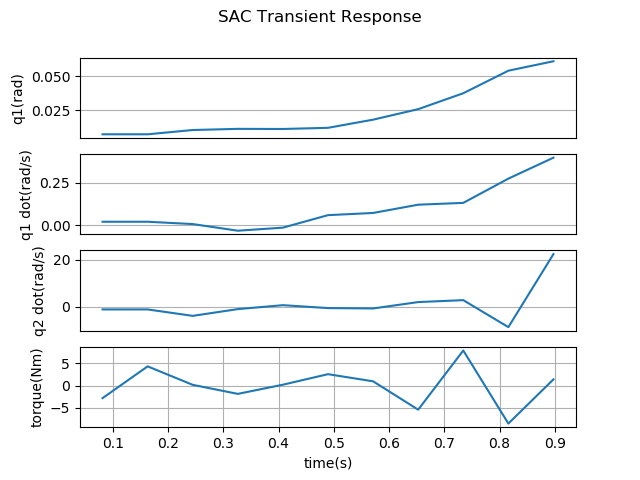 SAC Transient Response
q1(rad)
0.050
0.025
q1 dot(rad/s)
0.25
0.00
q2 dot(rad/s)
20
0
torque(Nm)
5
0
−5
0.1 0.2 0.3 0.4 0.5 0.6 0.7 0.8 0.9
time(s)